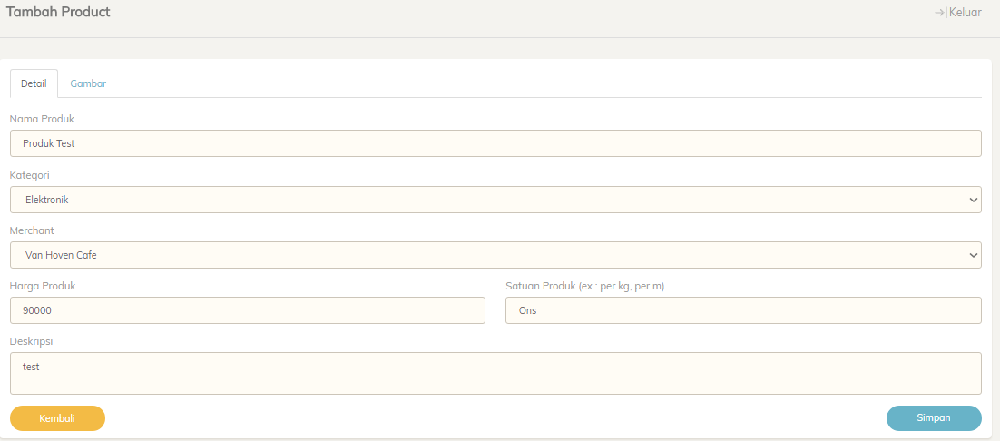 Tambah Product
Keluar
Detail
Gambar
Nama Produk
Produk Test
Kategori
Elektronik
Merchant
Van Hoven Cafe
Harga Produk
Satuan Produk (ex : per kg, per m)
90000
Ons
Deskripsi
test
Kembali
Simpan